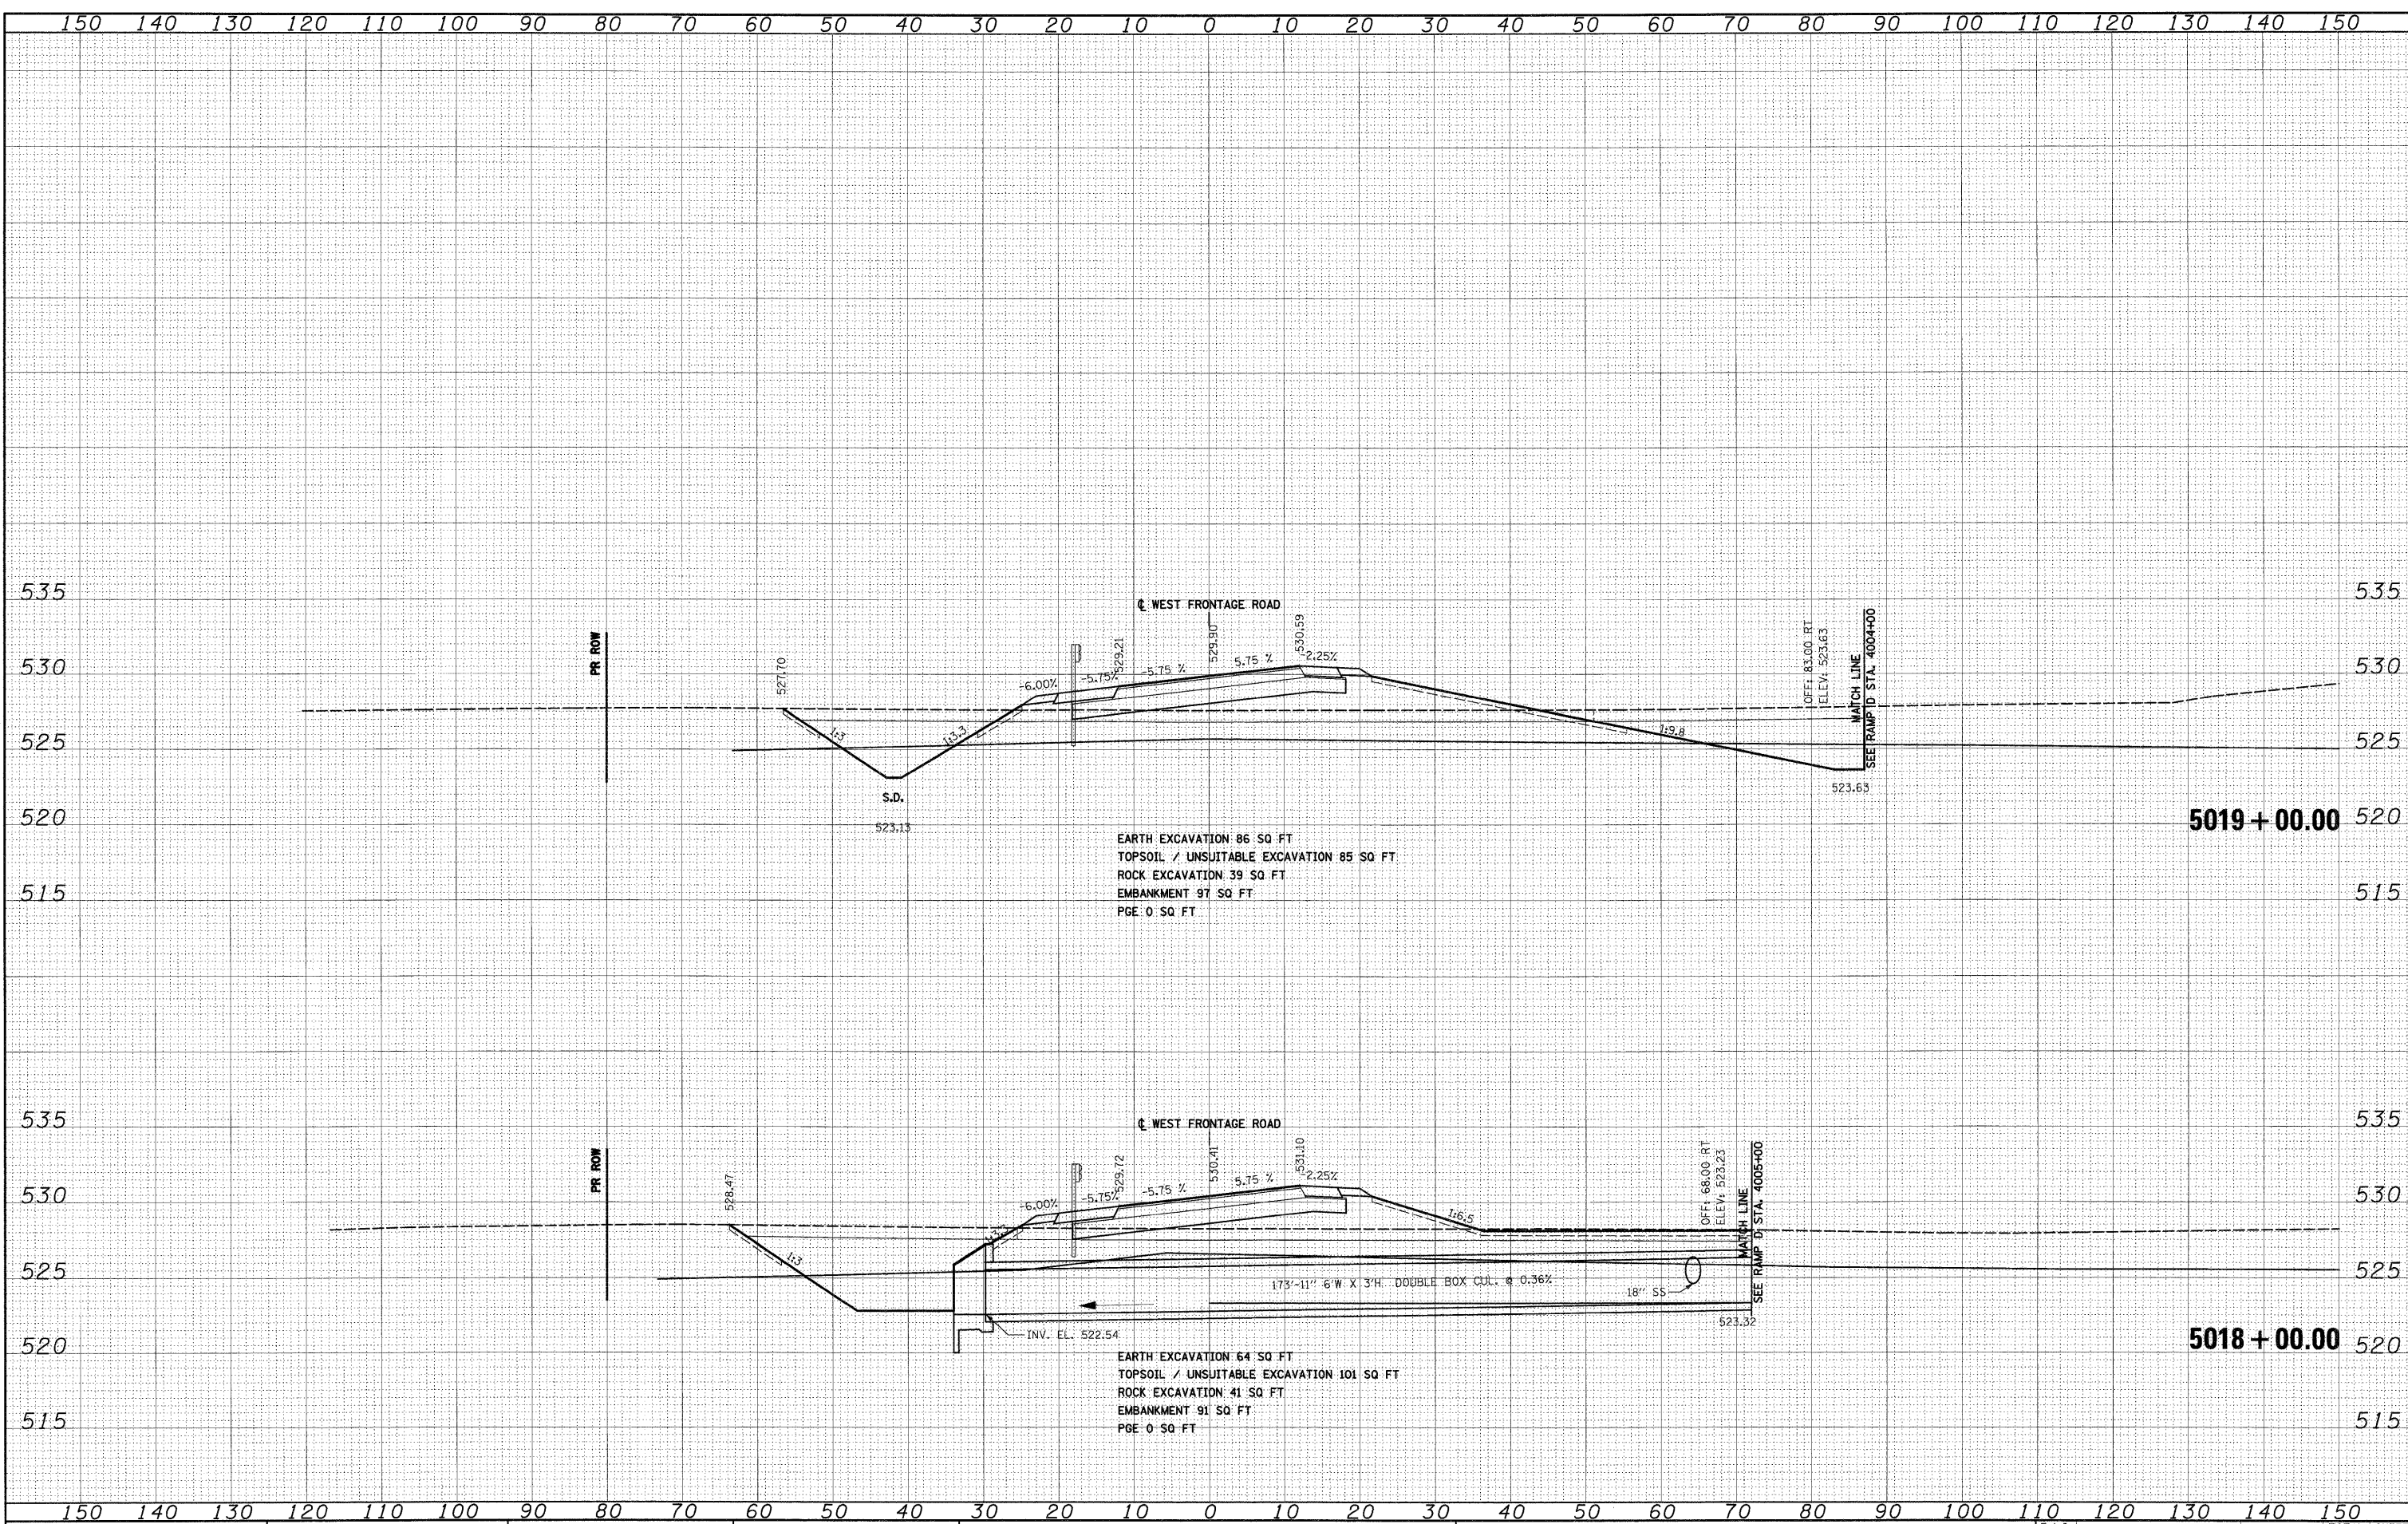 150 140 130 120 110 100 90 80 70 60 50 40 30 20 10 0 10 20 30 40 50 60 70 80 90 100 110 120 130 140 150
535 535
℄ WEST FRONTAGE ROAD
PR ROW
527.70
529.21
529.90
530.59
OFF: 83.00 RT
ELEV: 523.63
MATCH LINE
SEE RAMP D STA. 4004+00
530 530
-6.00% -5.75% -5.75 % 5.75 % -2.25%
1:3 1:3.3 1:9.8
525 525
S.D.
523.63
523.13
520 5019+00.00 520
EARTH EXCAVATION 86 SQ FT
TOPSOIL / UNSUITABLE EXCAVATION 85 SQ FT
ROCK EXCAVATION 39 SQ FT
EMBANKMENT 97 SQ FT
PGE 0 SQ FT
515 515
535 535
℄ WEST FRONTAGE ROAD
PR ROW
528.47
529.72
530.41
531.10
OFF: 68.00 RT
ELEV: 523.23
MATCH LINE
SEE RAMP D STA. 4005+00
530 530
-6.00% -5.75% -5.75 % 5.75 % -2.25%
1:3 1:6.5
525 525
173'-11" 6'W X 3'H DOUBLE BOX CUL. @ 0.36%
18" SS
INV. EL. 522.54
523.32
520 5018+00.00 520
EARTH EXCAVATION 64 SQ FT
TOPSOIL / UNSUITABLE EXCAVATION 101 SQ FT
ROCK EXCAVATION 41 SQ FT
EMBANKMENT 91 SQ FT
PGE 0 SQ FT
515 515
150 140 130 120 110 100 90 80 70 60 50 40 30 20 10 0 10 20 30 40 50 60 70 80 90 100 110 120 130 140 150